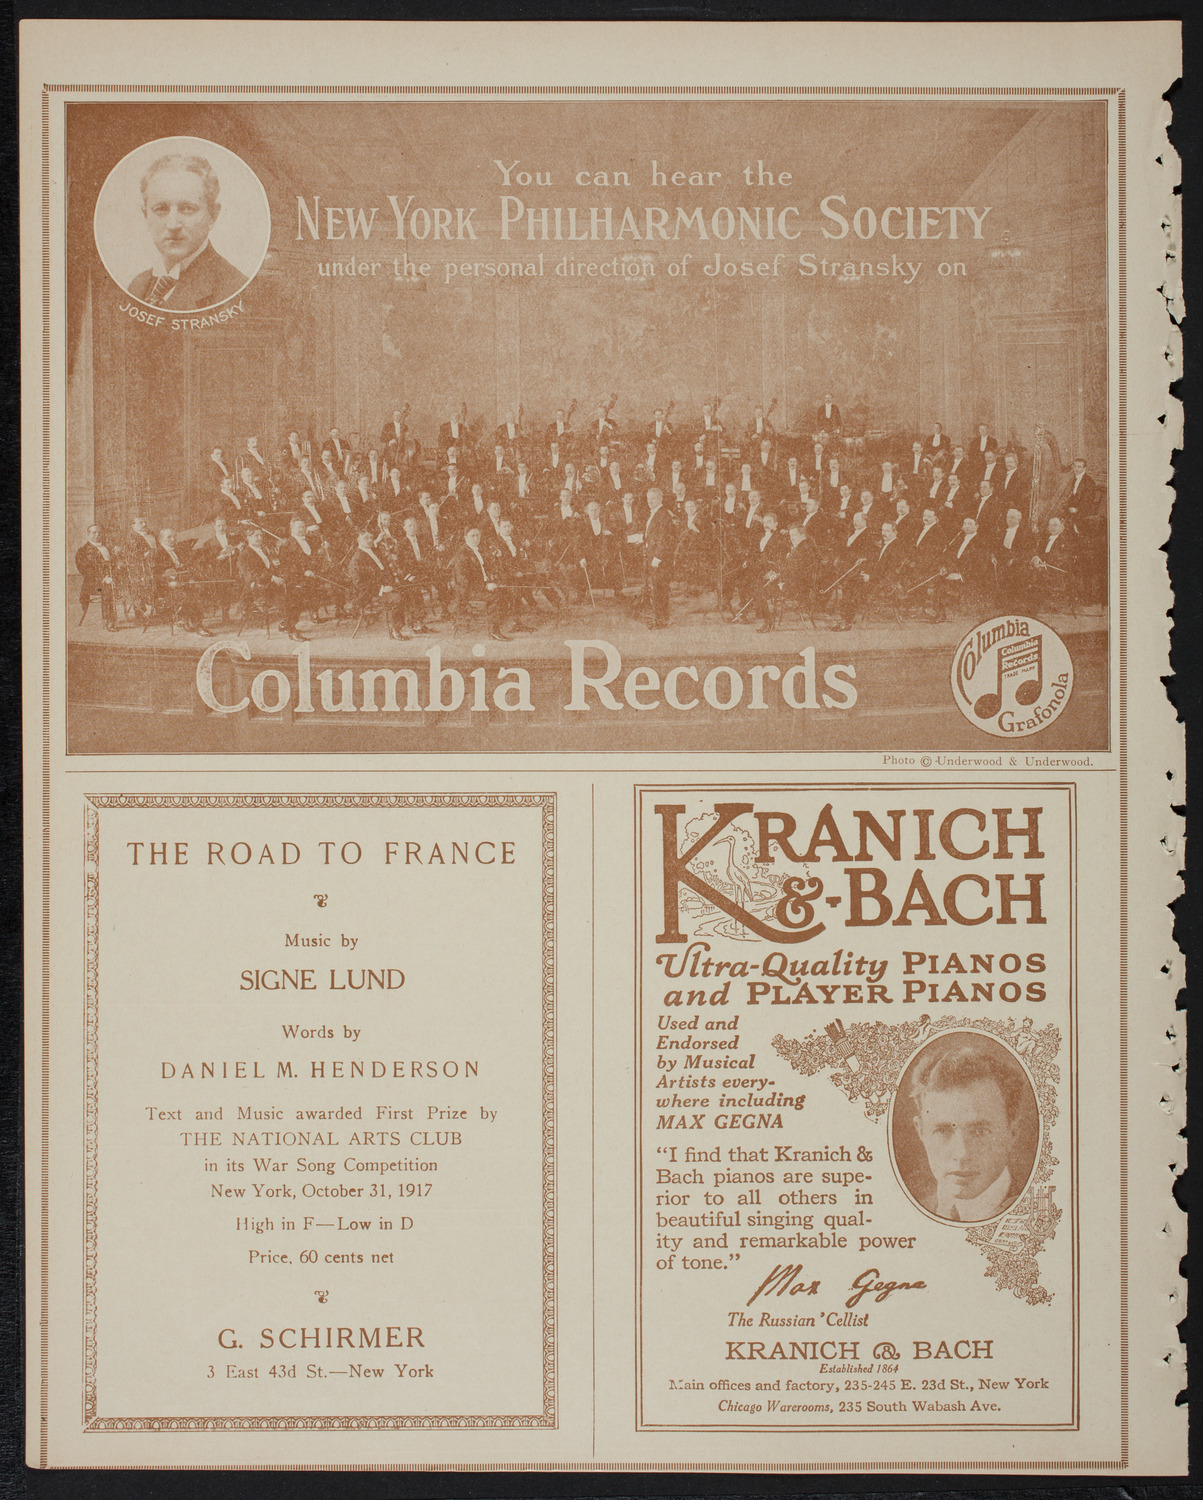 You can hear the
NEW YORK PHILHARMONIC SOCIETY
under the personal direction of Josef Stransky on
JOSEF STRANSKY
Columbia Records
Columbia
Columbia
Records
TRADE MARK
Grafonola
Photo © Underwood & Underwood.
THE ROAD TO FRANCE
Music by
SIGNE LUND
Words by
DANIEL M. HENDERSON
Text and Music awarded First Prize by
THE NATIONAL ARTS CLUB
in its War Song Competition
New York, October 31, 1917
High in F—Low in D
Price, 60 cents net
G. SCHIRMER
3 East 43d St.—New York
KRANICH
&-BACH
Ultra-Quality PIANOS
and PLAYER PIANOS
Used and
Endorsed
by Musical
Artists every-
where including
MAX GEGNA
"I find that Kranich &
Bach pianos are supe-
rior to all others in
beautiful singing qual-
ity and remarkable power
of tone."
Max Gegna
The Russian 'Cellist
KRANICH & BACH
Established 1864
Main offices and factory, 235-245 E. 23d St., New York
Chicago Warerooms, 235 South Wabash Ave.